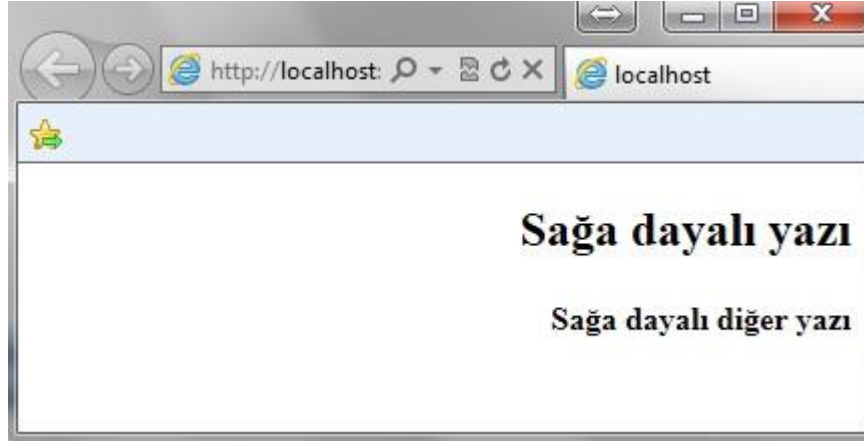 http://localhost:
localhost
Sağa dayalı yazı
Sağa dayalı diğer yazı